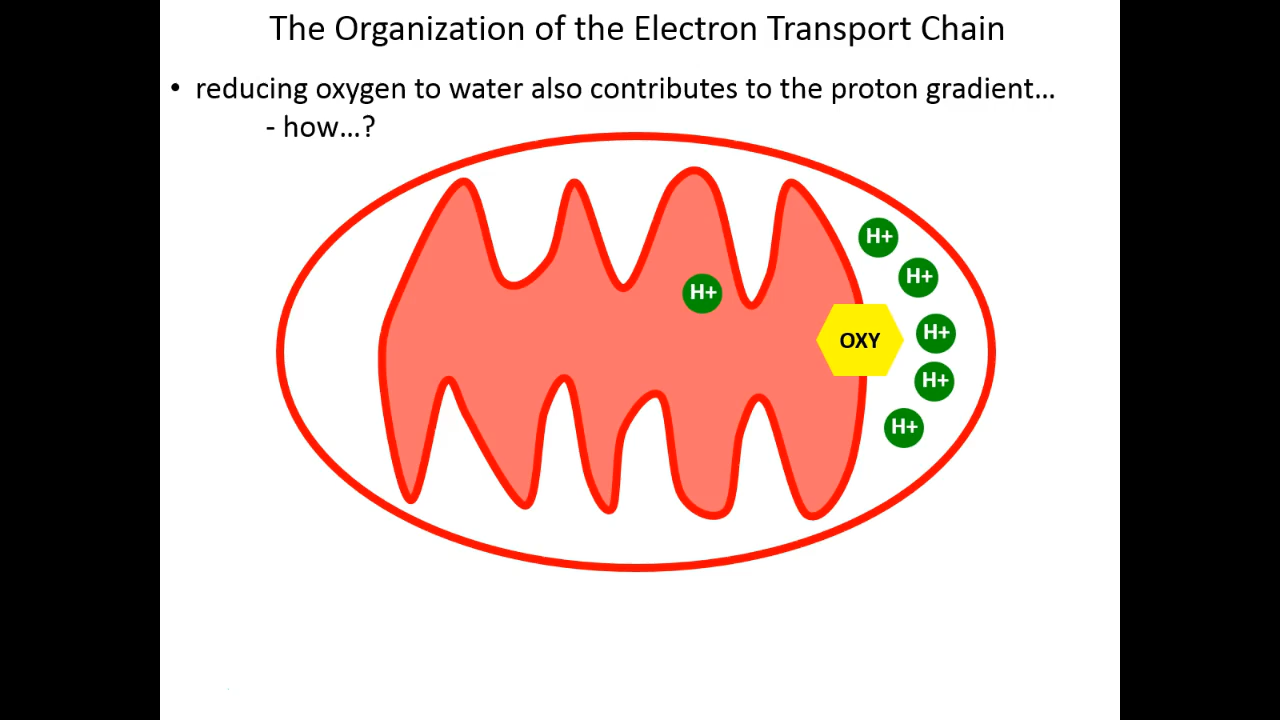 The Organization of the Electron Transport Chain
• reducing oxygen to water also contributes to the proton gradient...
- how...?
H+
H+
H+
H+
OXY
H+
H+